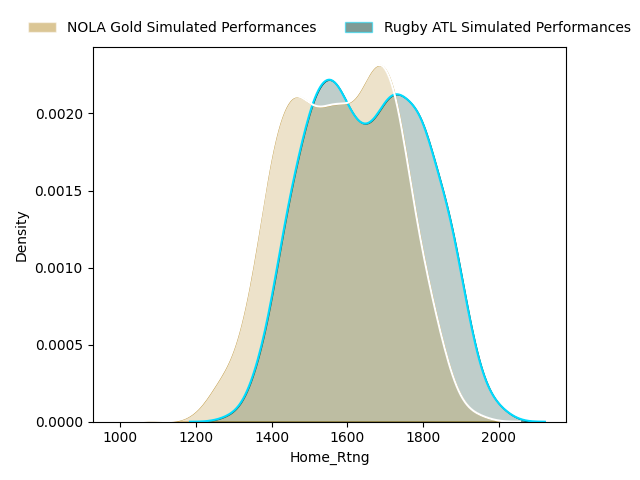 NOLA Gold Simulated Performances Rugby ATL Simulated Performances
0.0020
0.0015
0.0010
0.0005
0.0000
Density
1000 1200 1400 1600 1800 2000
Home_Rtng